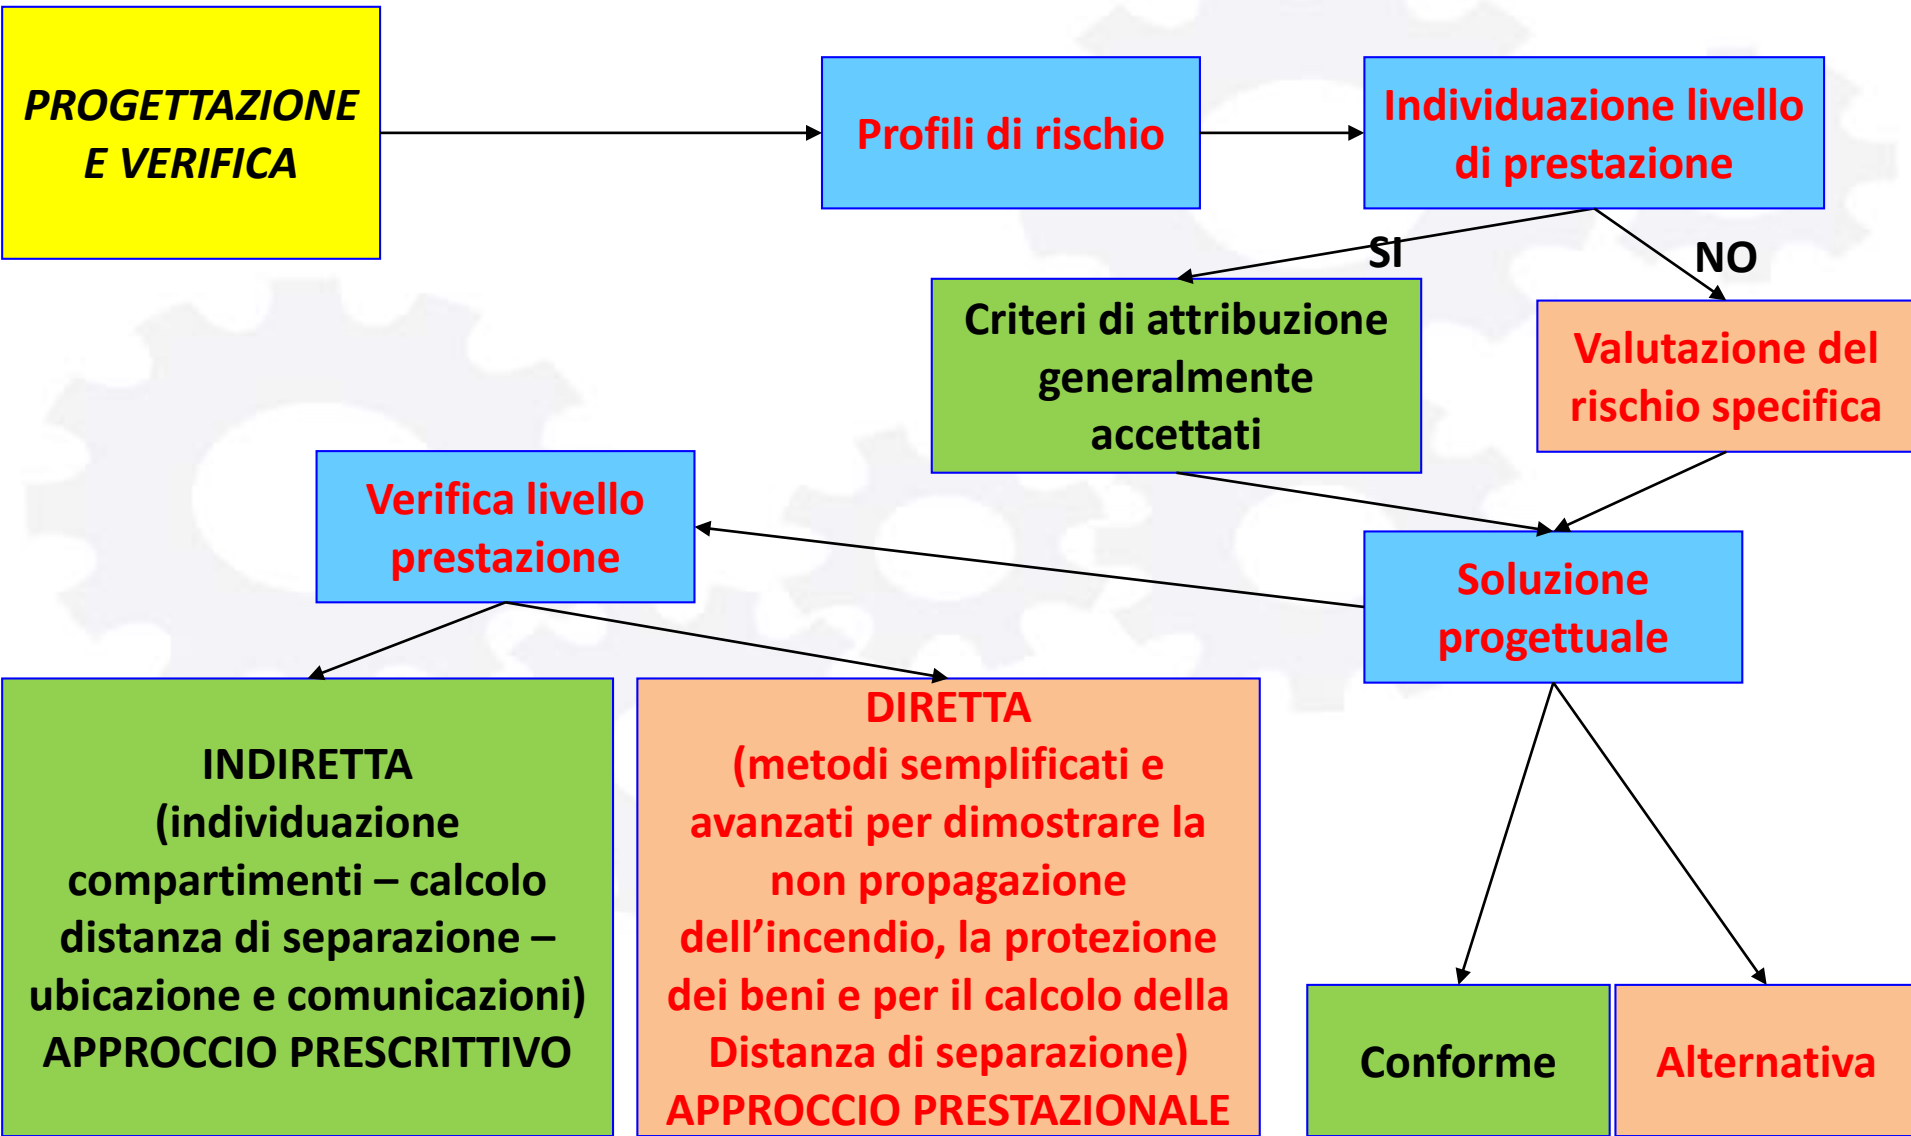 PROGETTAZIONE
E VERIFICA
Profili di rischio
Individuazione livello
di prestazione
SI
NO
Criteri di attribuzione
generalmente
accettati
Valutazione del
rischio specifica
Verifica livello
prestazione
Soluzione
progettuale
INDIRETTA
(individuazione
compartimenti – calcolo
distanza di separazione –
ubicazione e comunicazioni)
APPROCCIO PRESCRITTIVO
DIRETTA
(metodi semplificati e
avanzati per dimostrare la
non propagazione
dell’incendio, la protezione
dei beni e per il calcolo della
Distanza di separazione)
APPROCCIO PRESTAZIONALE
Conforme
Alternativa